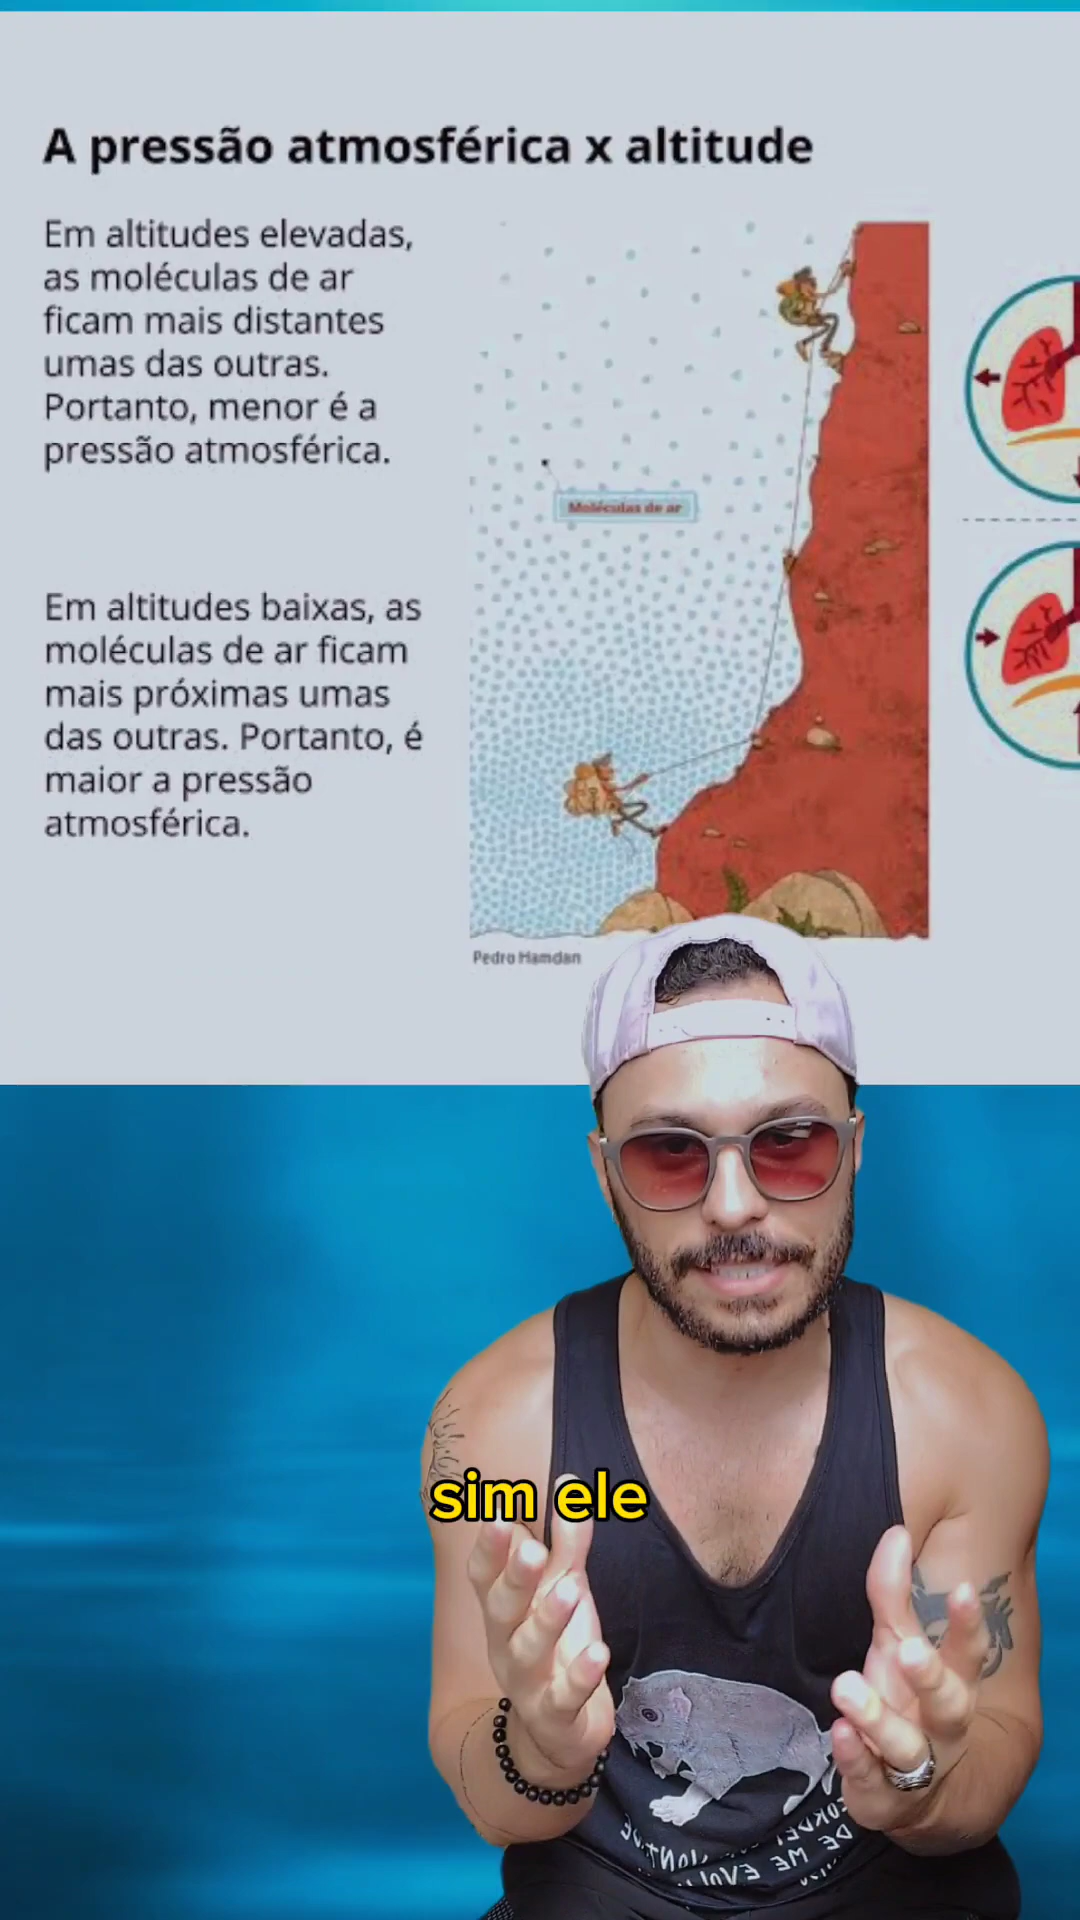 A pressão atmosférica x altitude
Em altitudes elevadas,
as moléculas de ar
ficam mais distantes
umas das outras.
Portanto, menor é a
pressão atmosférica.
Moléculas de ar
Em altitudes baixas, as
moléculas de ar ficam
mais próximas umas
das outras. Portanto, é
maior a pressão
atmosférica.
Pedro Hamdan
sim ele
DE ME